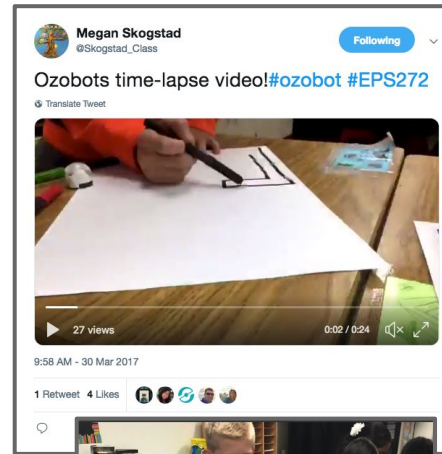 Megan Skogstad
@Skogstad_Class
Following
Ozobots time-lapse video!#ozobot #EPS272
Translate Tweet
27 views
0:02 / 0:24
9:58 AM - 30 Mar 2017
1 Retweet 4 Likes